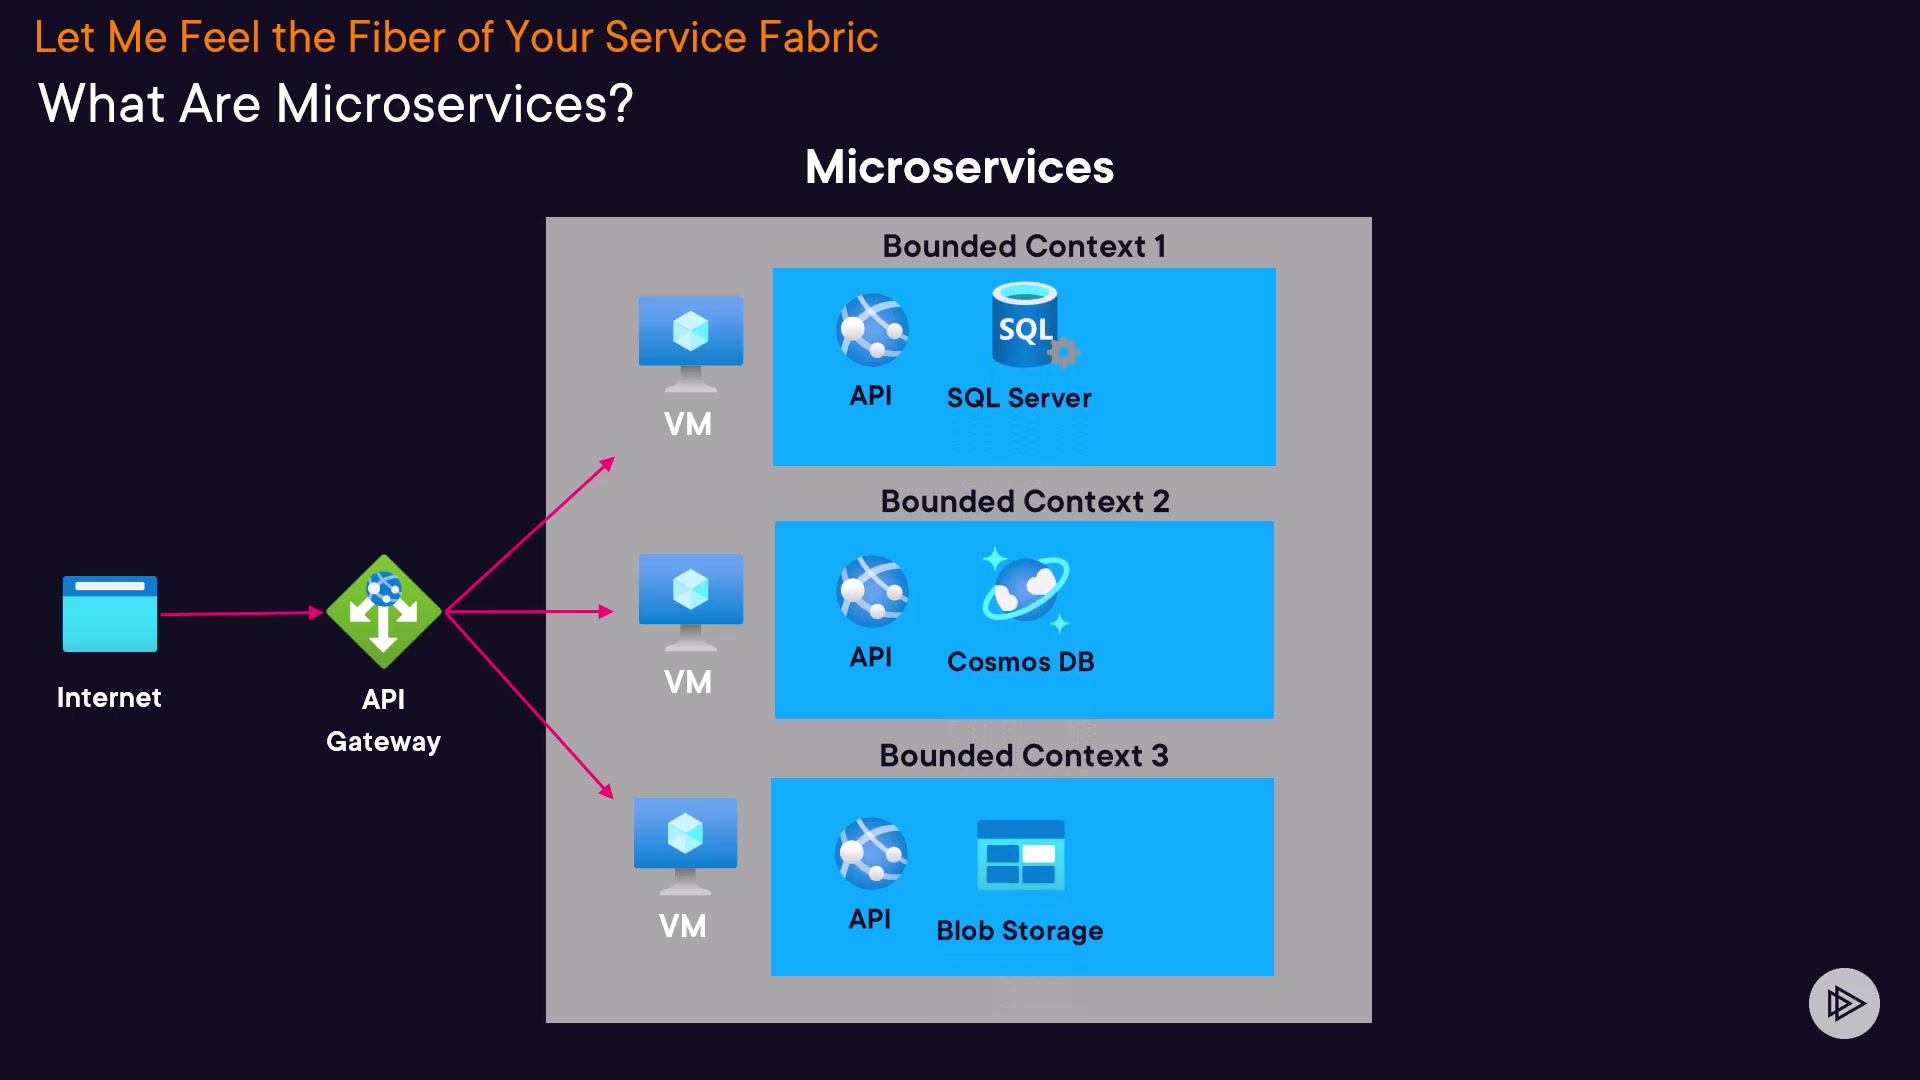 Let Me Feel the Fiber of Your Service Fabric
What Are Microservices?
Microservices
Bounded Context 1
SQL
API
SQL Server
VM
Bounded Context 2
API
Cosmos DB
VM
Internet
API
Gateway
Bounded Context 3
API
Blob Storage
VM